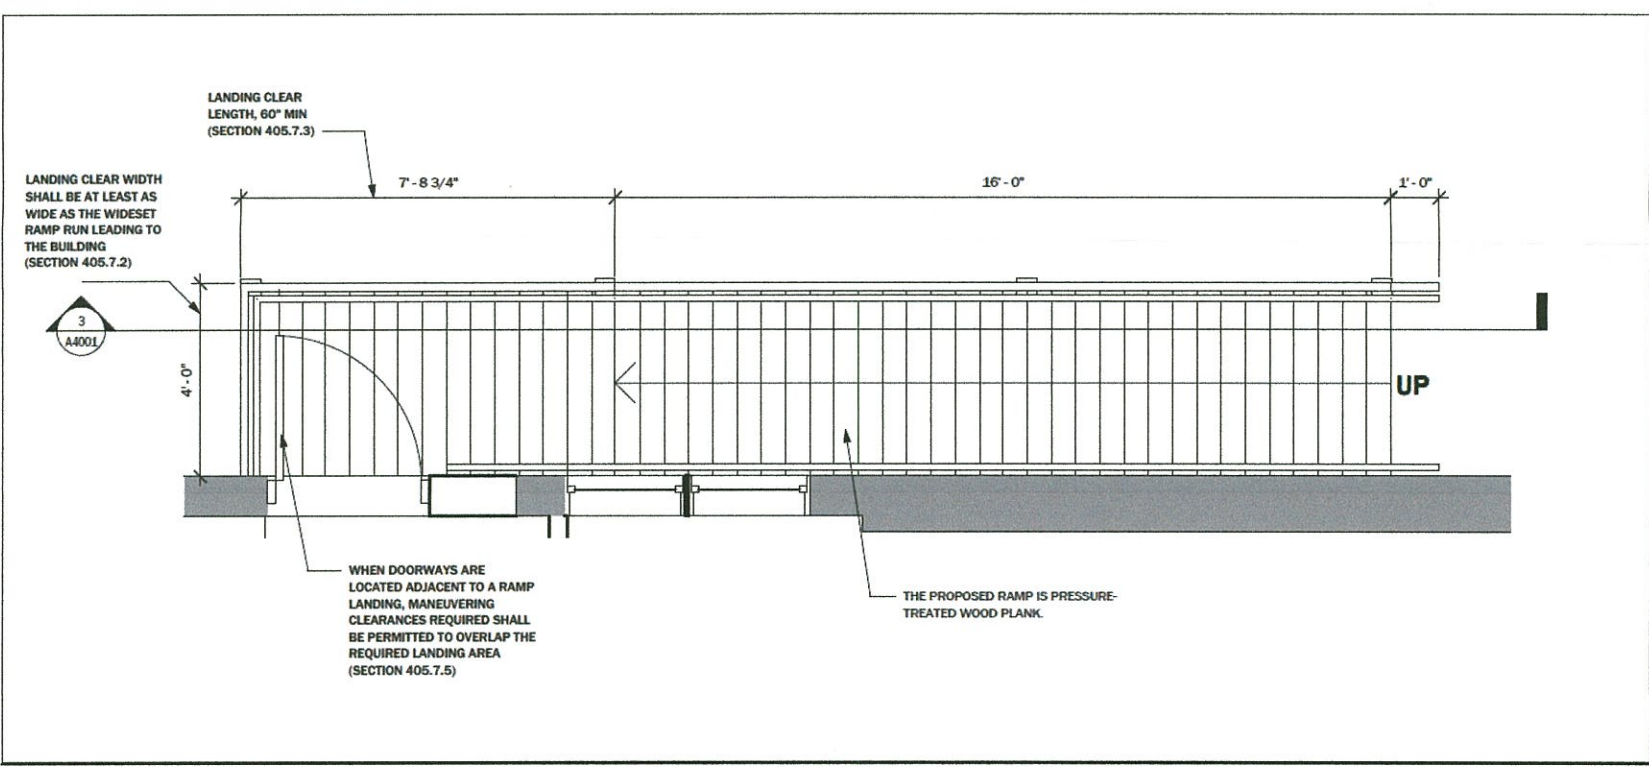 LANDING CLEAR
LENGTH, 60" MIN
(SECTION 405.7.3)
LANDING CLEAR WIDTH
SHALL BE AT LEAST AS
WIDE AS THE WIDESET
RAMP RUN LEADING TO
THE BUILDING
(SECTION 405.7.2)
7'-8 3/4"
16'-0"
1'-0"
3
A4001
4'-0"
UP
WHEN DOORWAYS ARE
LOCATED ADJACENT TO A RAMP
LANDING, MANEUVERING
CLEARANCES REQUIRED SHALL
BE PERMITTED TO OVERLAP THE
REQUIRED LANDING AREA
(SECTION 405.7.5)
THE PROPOSED RAMP IS PRESSURE-
TREATED WOOD PLANK.